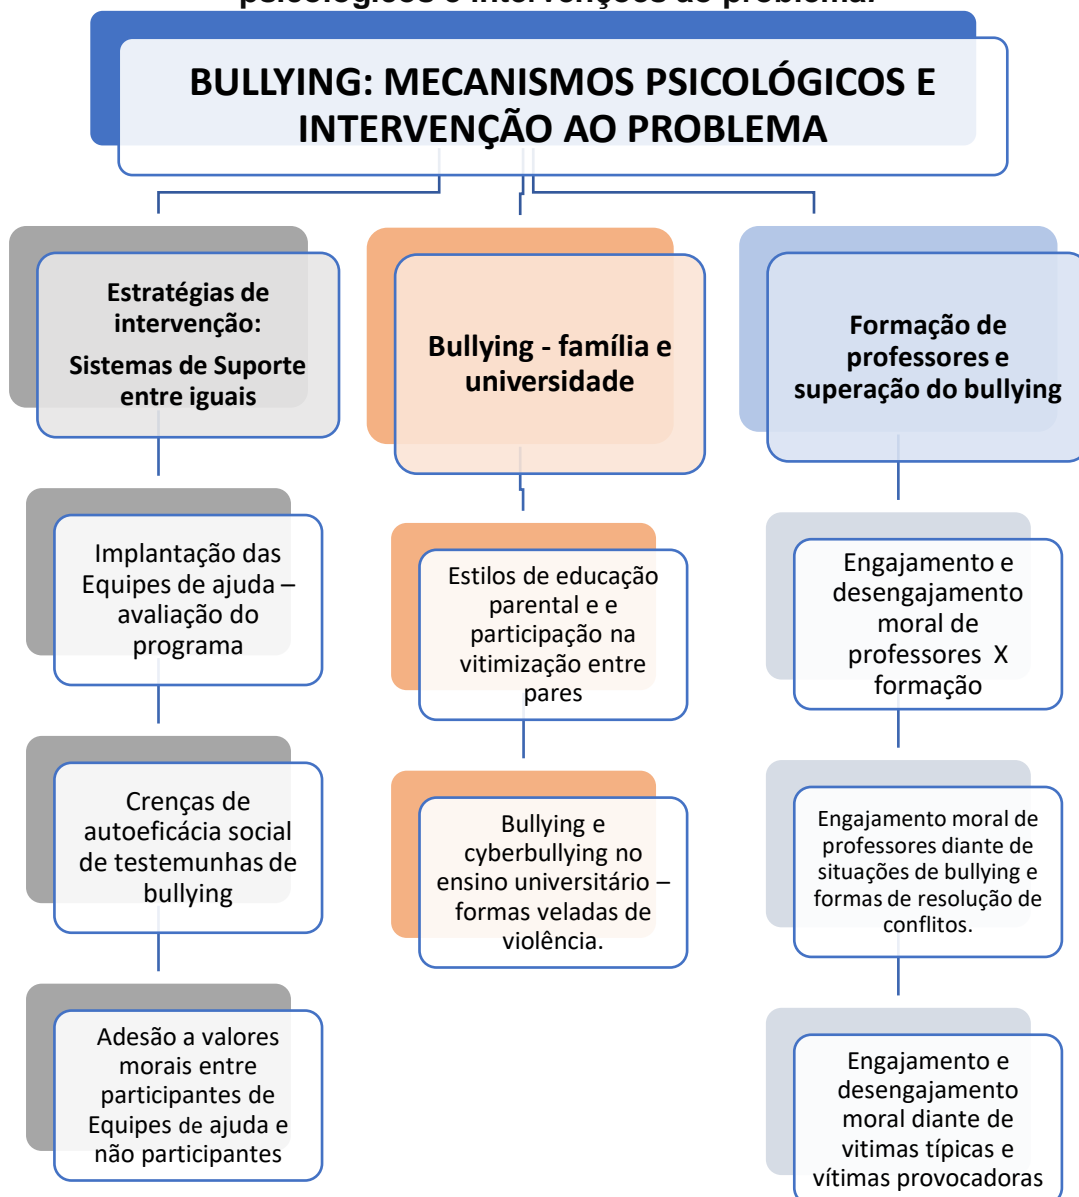 psicológicos e intervenções ao problema.
BULLYING: MECANISMOS PSICOLÓGICOS E
INTERVENÇÃO AO PROBLEMA
Estratégias de
intervenção:
Sistemas de Suporte
entre iguais
Implantação das
Equipes de ajuda –
avaliação do
programa
Crenças de
autoeficácia social
de testemunhas de
bullying
Adesão a valores
morais entre
participantes de
Equipes de ajuda e
não participantes
Bullying - família e
universidade
Estilos de educação
parental e e
participação na
vitimização entre
pares
Bullying e
cyberbullying no
ensino universitário –
formas veladas de
violência.
Formação de
professores e
superação do bullying
Engajamento e
desengajamento
moral de
professores X
formação
Engajamento moral de
professores diante de
situações de bullying e
formas de resolução de
conflitos.
Engajamento e
desengajamento
moral diante de
vitimas típicas e
vítimas provocadoras